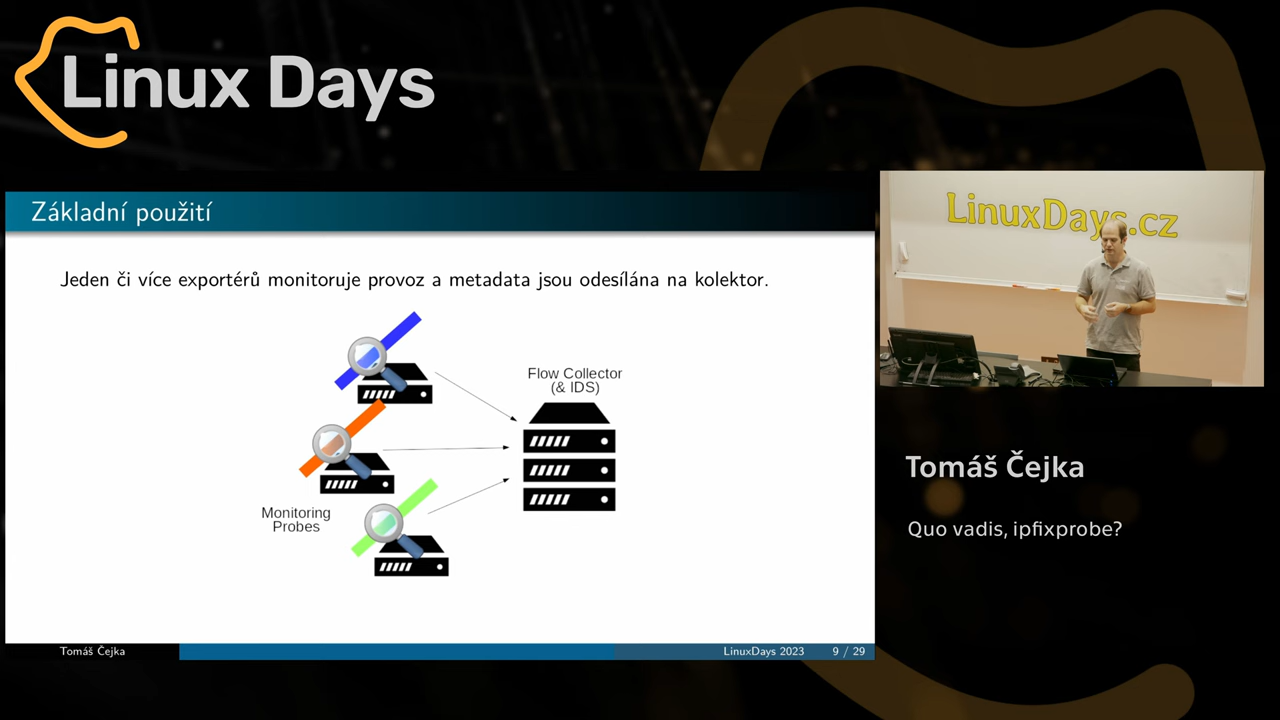 Linux Days
Základní použití
Jeden či více exportérů monitoruje provoz a metadata jsou odesílána na kolektor.
Flow Collector
(& IDS)
Monitoring
Probes
Tomáš Čejka
LinuxDays 2023
9 / 29
LinuxDays.cz
Tomáš Čejka
Quo vadis, ipfixprobe?